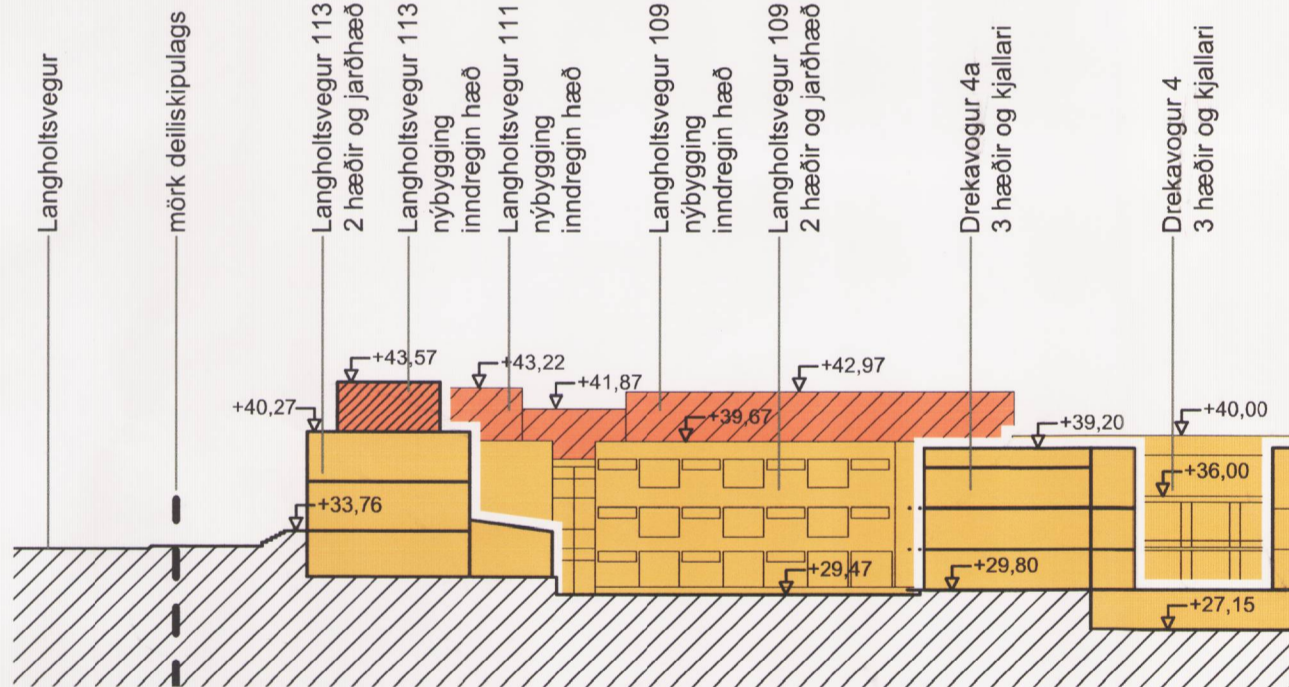 Langholtsvegur
mörk deiliskipulags
Langholtsvegur 113
2 hæðir og jarðhæð
Langholtsvegur 113
nýbygging
inndregin hæð
Langholtsvegur 111
nýbygging
inndregin hæð
Langholtsvegur 109
nýbygging
inndregin hæð
Langholtsvegur 109
2 hæðir og jarðhæð
Drekavogur 4a
3 hæðir og kjallari
Drekavogur 4
3 hæðir og kjallari
+43,57
+43,22
+41,87
+42,97
+40,27
+39,67
+39,20
+40,00
+36,00
+33,76
+29,47
+29,80
+27,15